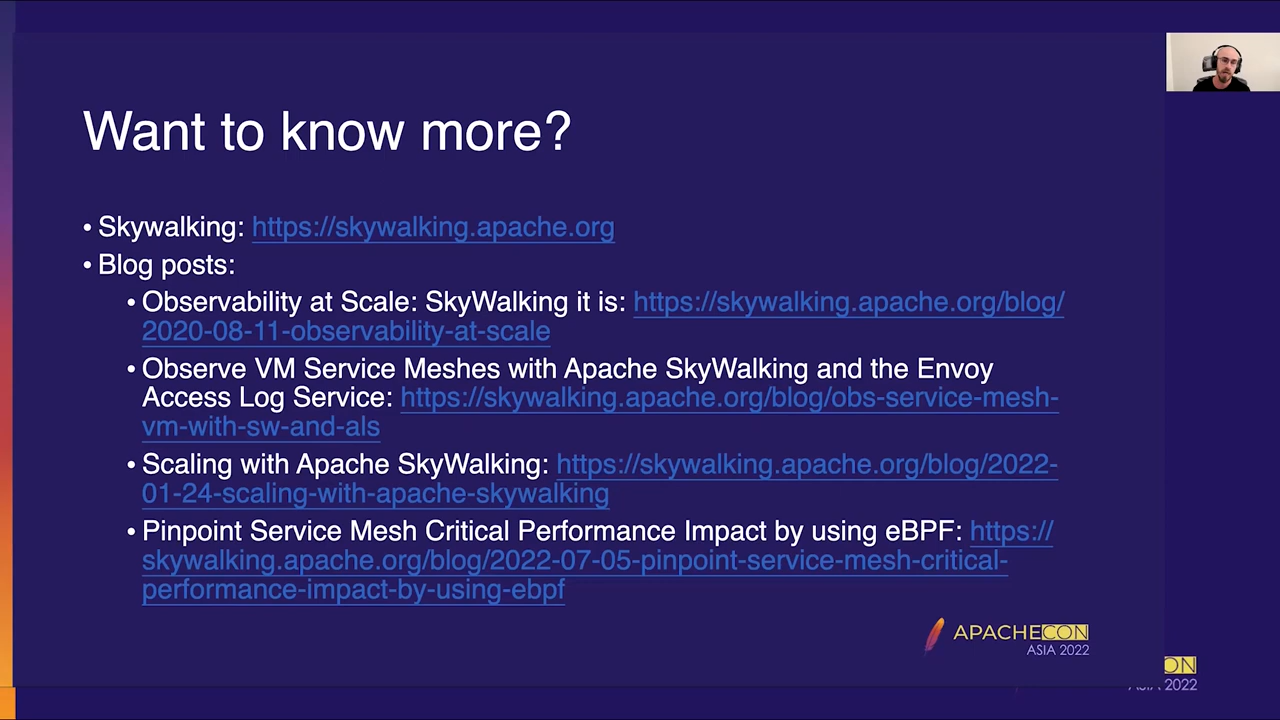 Want to know more?
• Skywalking: https://skywalking.apache.org
• Blog posts:
• Observability at Scale: SkyWalking it is: https://skywalking.apache.org/blog/
2020-08-11-observability-at-scale
• Observe VM Service Meshes with Apache SkyWalking and the Envoy
Access Log Service: https://skywalking.apache.org/blog/obs-service-mesh-
vm-with-sw-and-als
• Scaling with Apache SkyWalking: https://skywalking.apache.org/blog/2022-
01-24-scaling-with-apache-skywalking
• Pinpoint Service Mesh Critical Performance Impact by using eBPF: https://
skywalking.apache.org/blog/2022-07-05-pinpoint-service-mesh-critical-
performance-impact-by-using-ebpf
APACHECON
ASIA 2022
ON
ASIA 2022